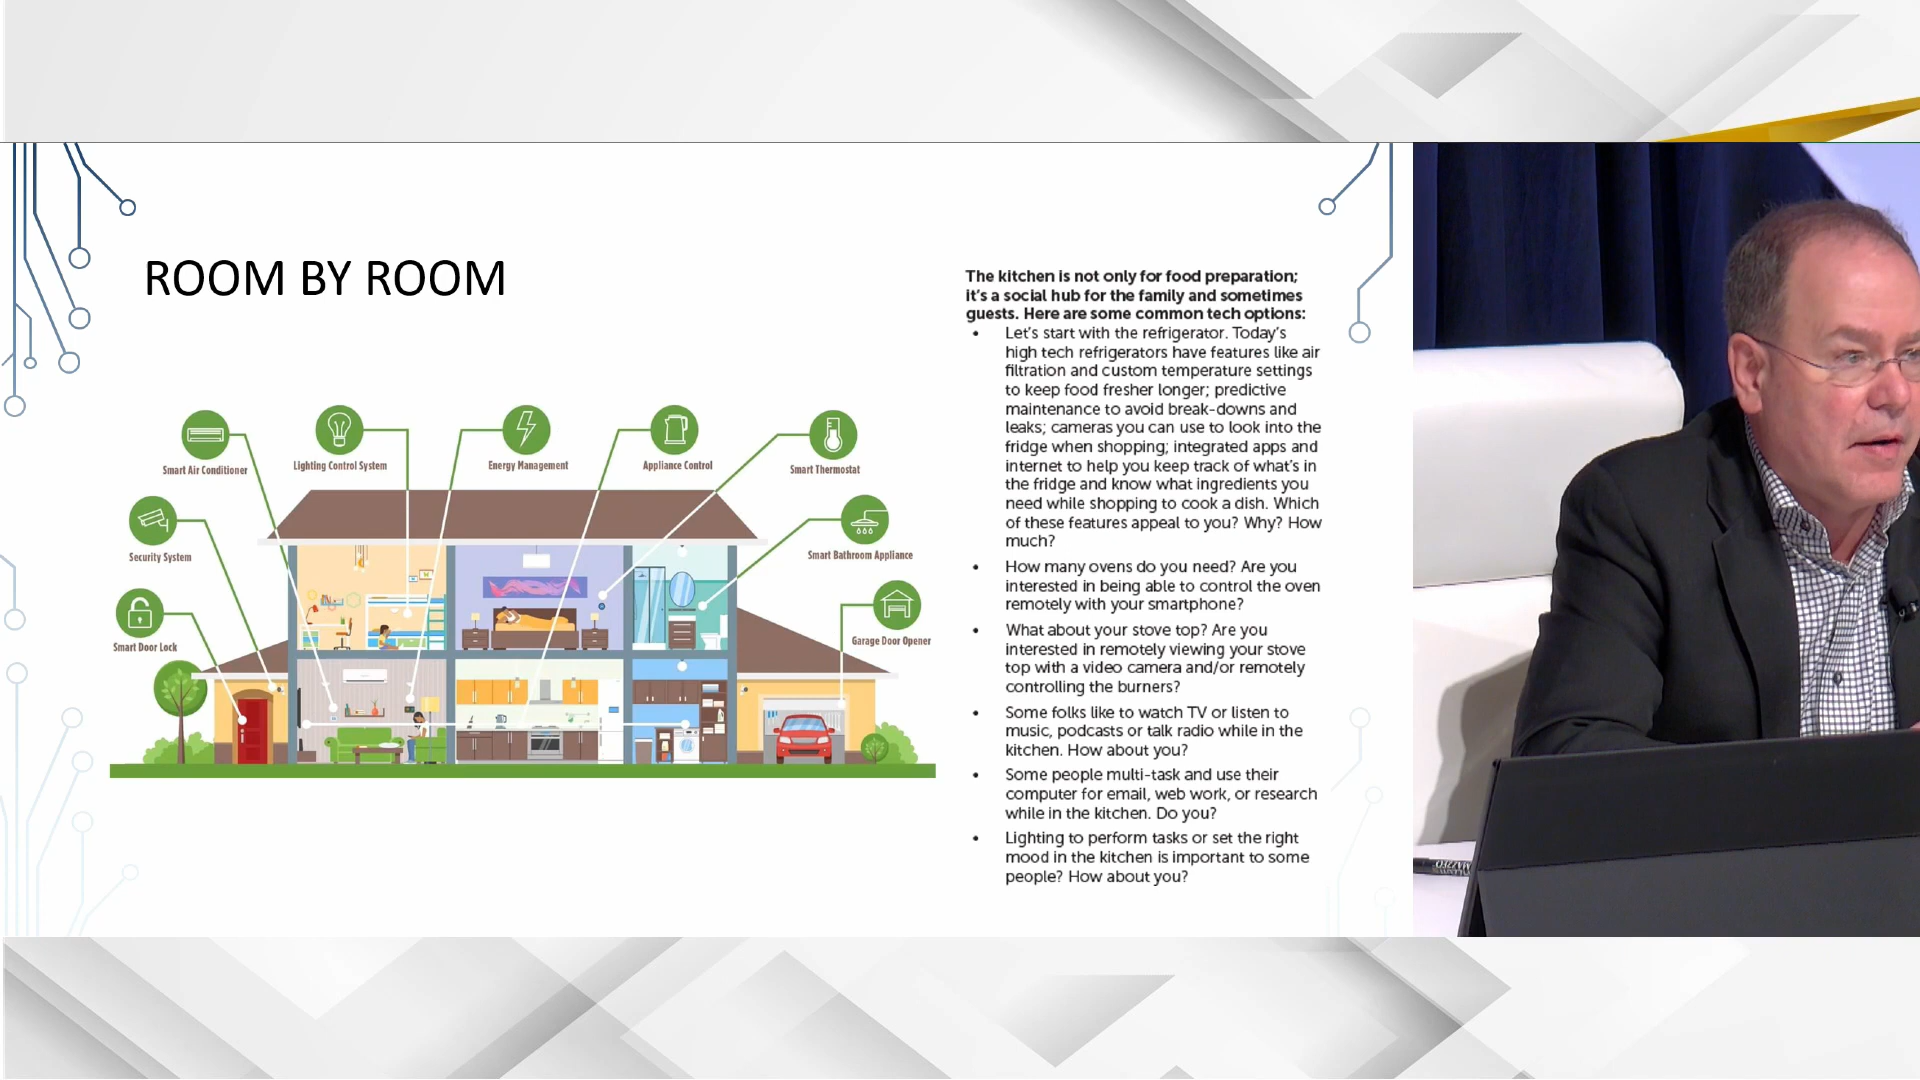 ROOM BY ROOM
Smart Air Conditioner
Lighting Control System
Energy Management
Appliance Control
Smart Thermostat
Security System
Smart Bathroom Appliance
Smart Door Lock
Garage Door Opener
The kitchen is not only for food preparation;
it's a social hub for the family and sometimes
guests. Here are some common tech options:
• Let's start with the refrigerator. Today's
high tech refrigerators have features like air
filtration and custom temperature settings
to keep food fresher longer; predictive
maintenance to avoid break-downs and
leaks; cameras you can use to look into the
fridge when shopping; integrated apps and
internet to help you keep track of what's in
the fridge and know what ingredients you
need while shopping to cook a dish. Which
of these features appeal to you? Why? How
much?
• How many ovens do you need? Are you
interested in being able to control the oven
remotely with your smartphone?
• What about your stove top? Are you
interested in remotely viewing your stove
top with a video camera and/or remotely
controlling the burners?
• Some folks like to watch TV or listen to
music, podcasts or talk radio while in the
kitchen. How about you?
• Some people multi-task and use their
computer for email, web work, or research
while in the kitchen. Do you?
• Lighting to perform tasks or set the right
mood in the kitchen is important to some
people? How about you?